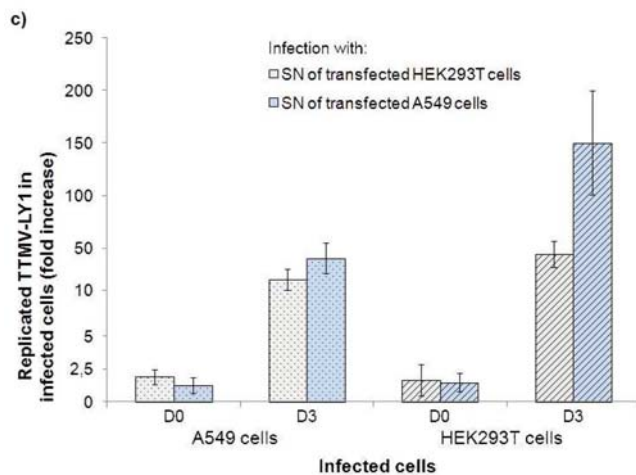 c)
250
200
150
100
50
10
5
2,5
0
Replicated TTMV-LY1 in
infected cells (fold increase)
Infection with:
SN of transfected HEK293T cells
SN of transfected A549 cells
D0
D3
D0
D3
A549 cells
HEK293T cells
Infected cells